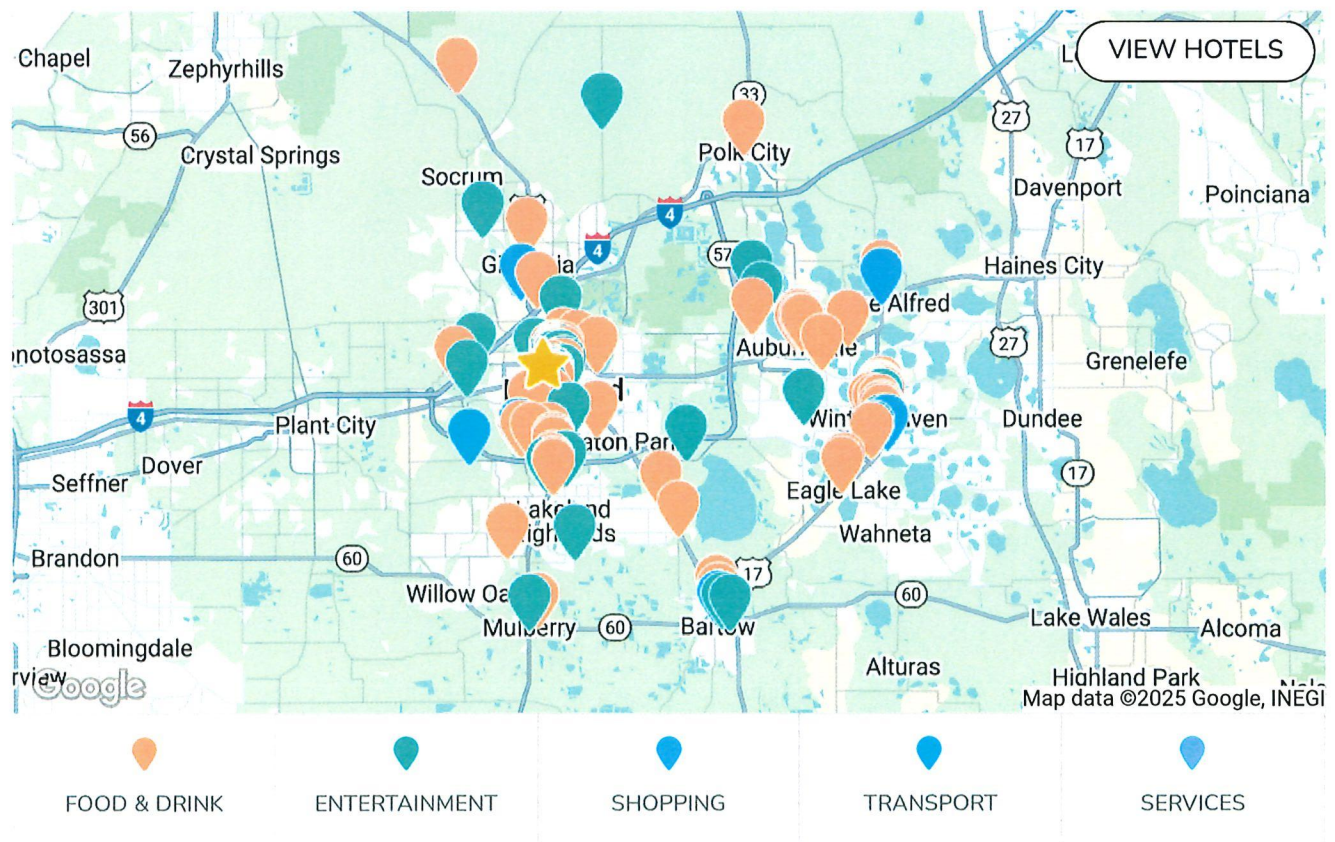 Chapel
Zephyrhills
VIEW HOTELS
33
27
56
17
Crystal Springs
Polk City
Socrum
Davenport
Poinciana
4
4
57
Haines City
301
e Alfred
27
onotosassa
Grenelefe
4
Plant City
Dundee
Dover
17
Seffner
Eagle Lake
Wahneta
Brandon
60
17
Willow Oa
60
Mulberry
60
Bartow
Lake Wales
Alcoma
Bloomingdale
Alturas
rview
Google
Highland Park
Map data ©2025 Google, INEGI
FOOD & DRINK
ENTERTAINMENT
SHOPPING
TRANSPORT
SERVICES